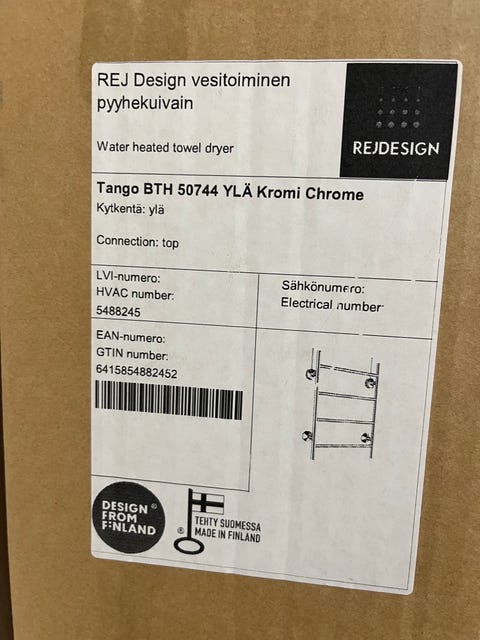 REJ Design vesitoiminen
pyyhekuivain
Water heated towel dryer
REJDESIGN
Tango BTH 50744 YLÄ Kromi Chrome
Kytkentä: ylä
Connection: top
LVI-numero:
HVAC number:
5488245
Sähkönumero:
Electrical number:
EAN-numero:
GTIN number:
6415854882452
DESIGN ®
FROM
FINLAND
®
TEHTY SUOMESSA
MADE IN FINLAND